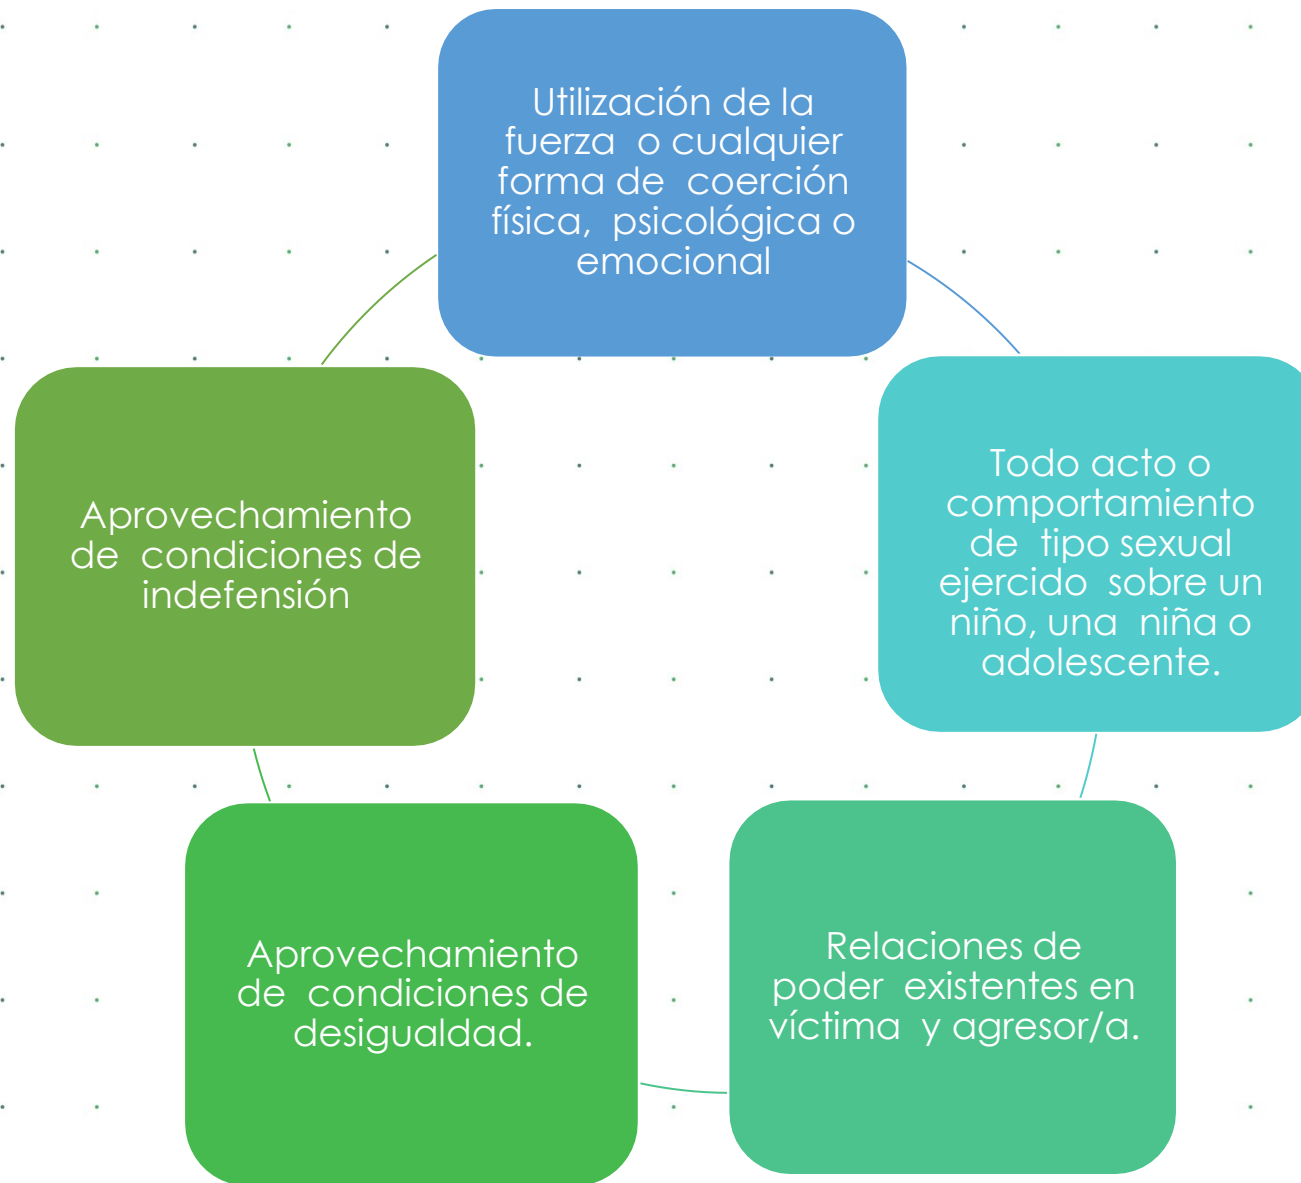 Utilización de la
fuerza o cualquier
forma de coerción
física, psicológica o
emocional
Todo acto o
comportamiento
de tipo sexual
ejercido sobre un
niño, una niña o
adolescente.
Relaciones de
poder existentes en
víctima y agresor/a.
Aprovechamiento
de condiciones de
desigualdad.
Aprovechamiento
de condiciones de
indefensión